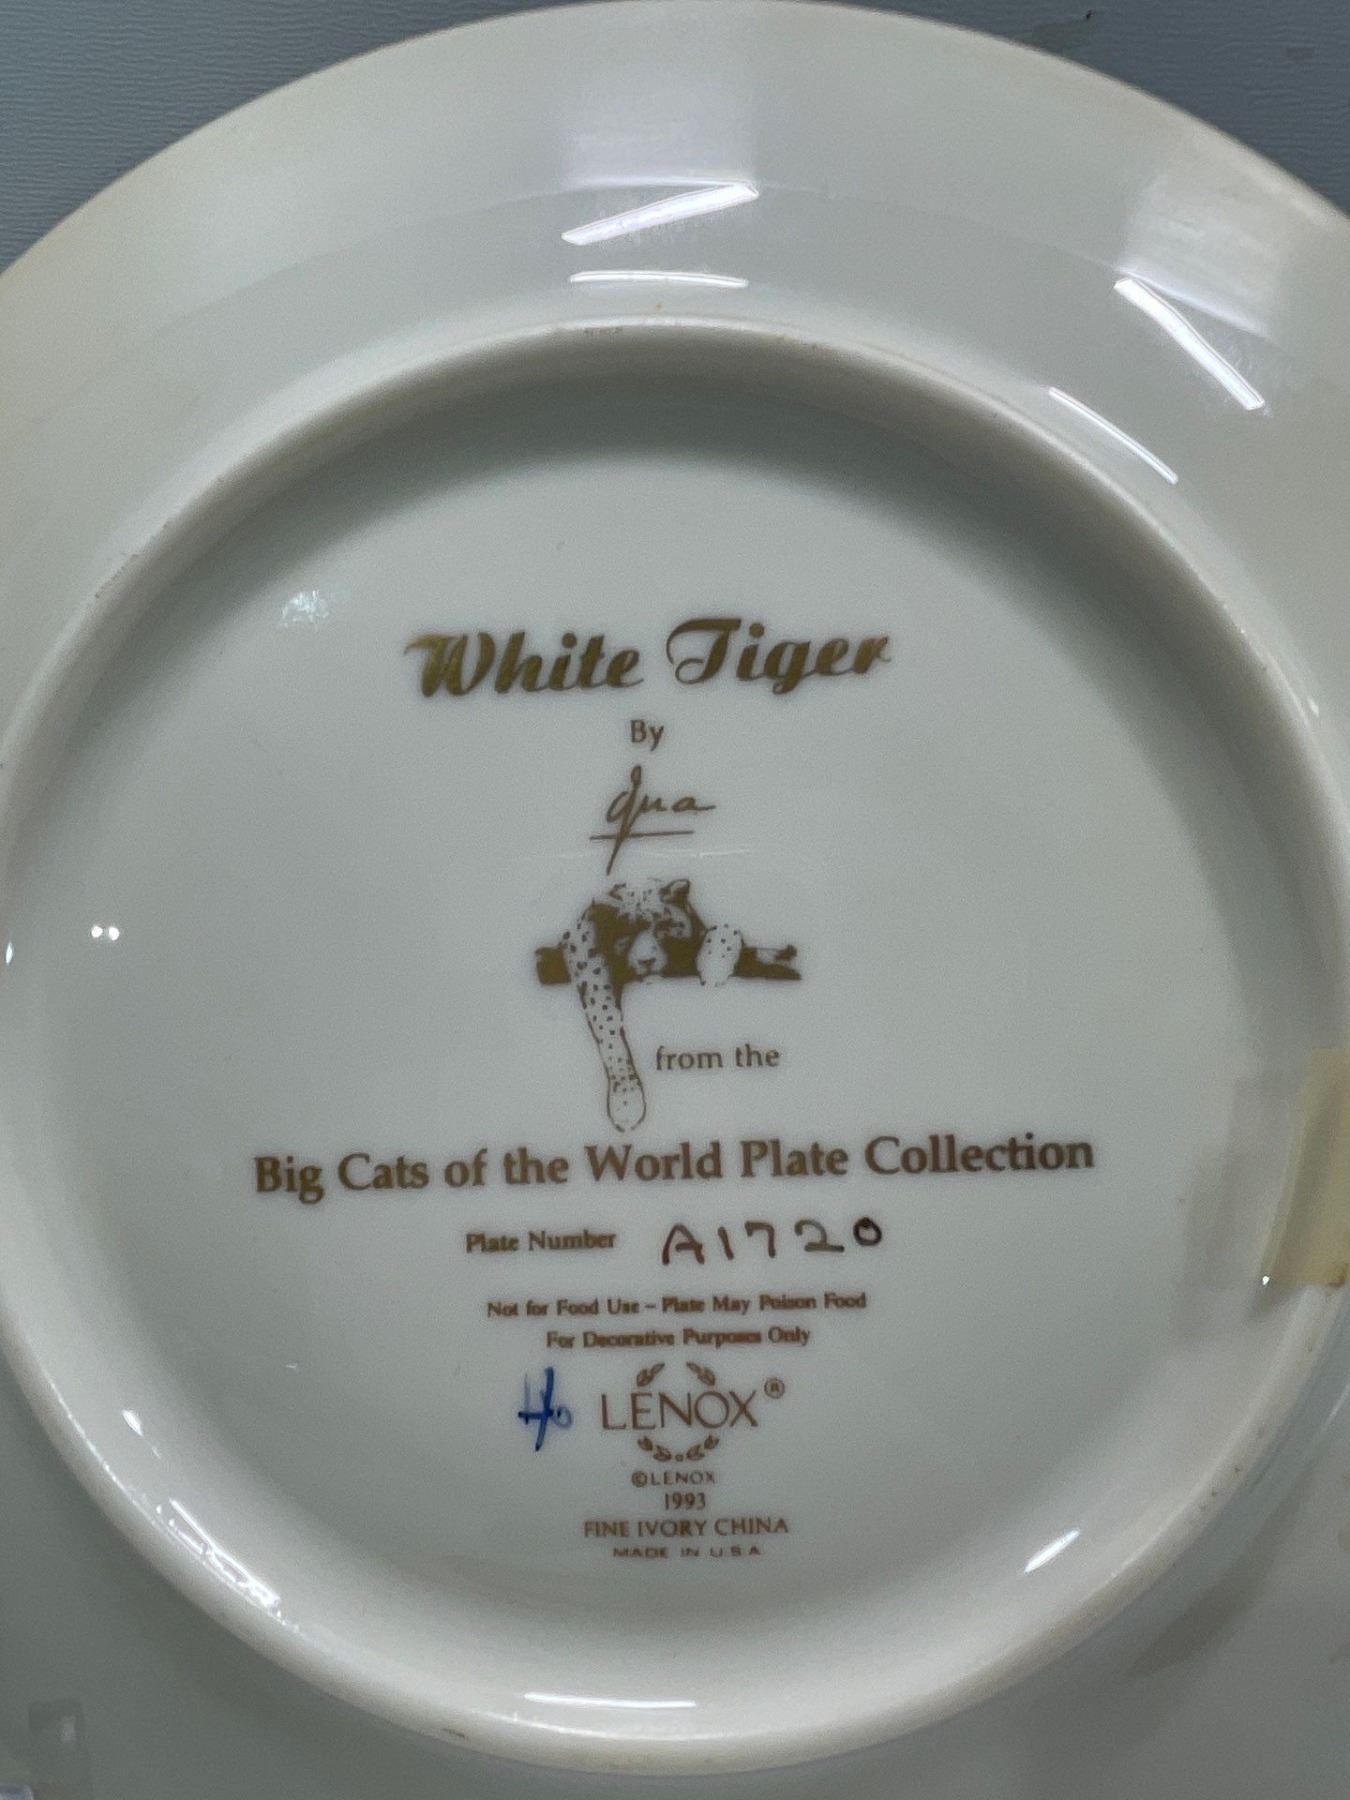 White Tiger
By
from the
Big Cats of the World Plate Collection
Plate Number A1720
Not for Food Use – Plate May Poison Food
For Decorative Purposes Only
LENOX®
©LENOX
1993
FINE IVORY CHINA
MADE IN U.S.A